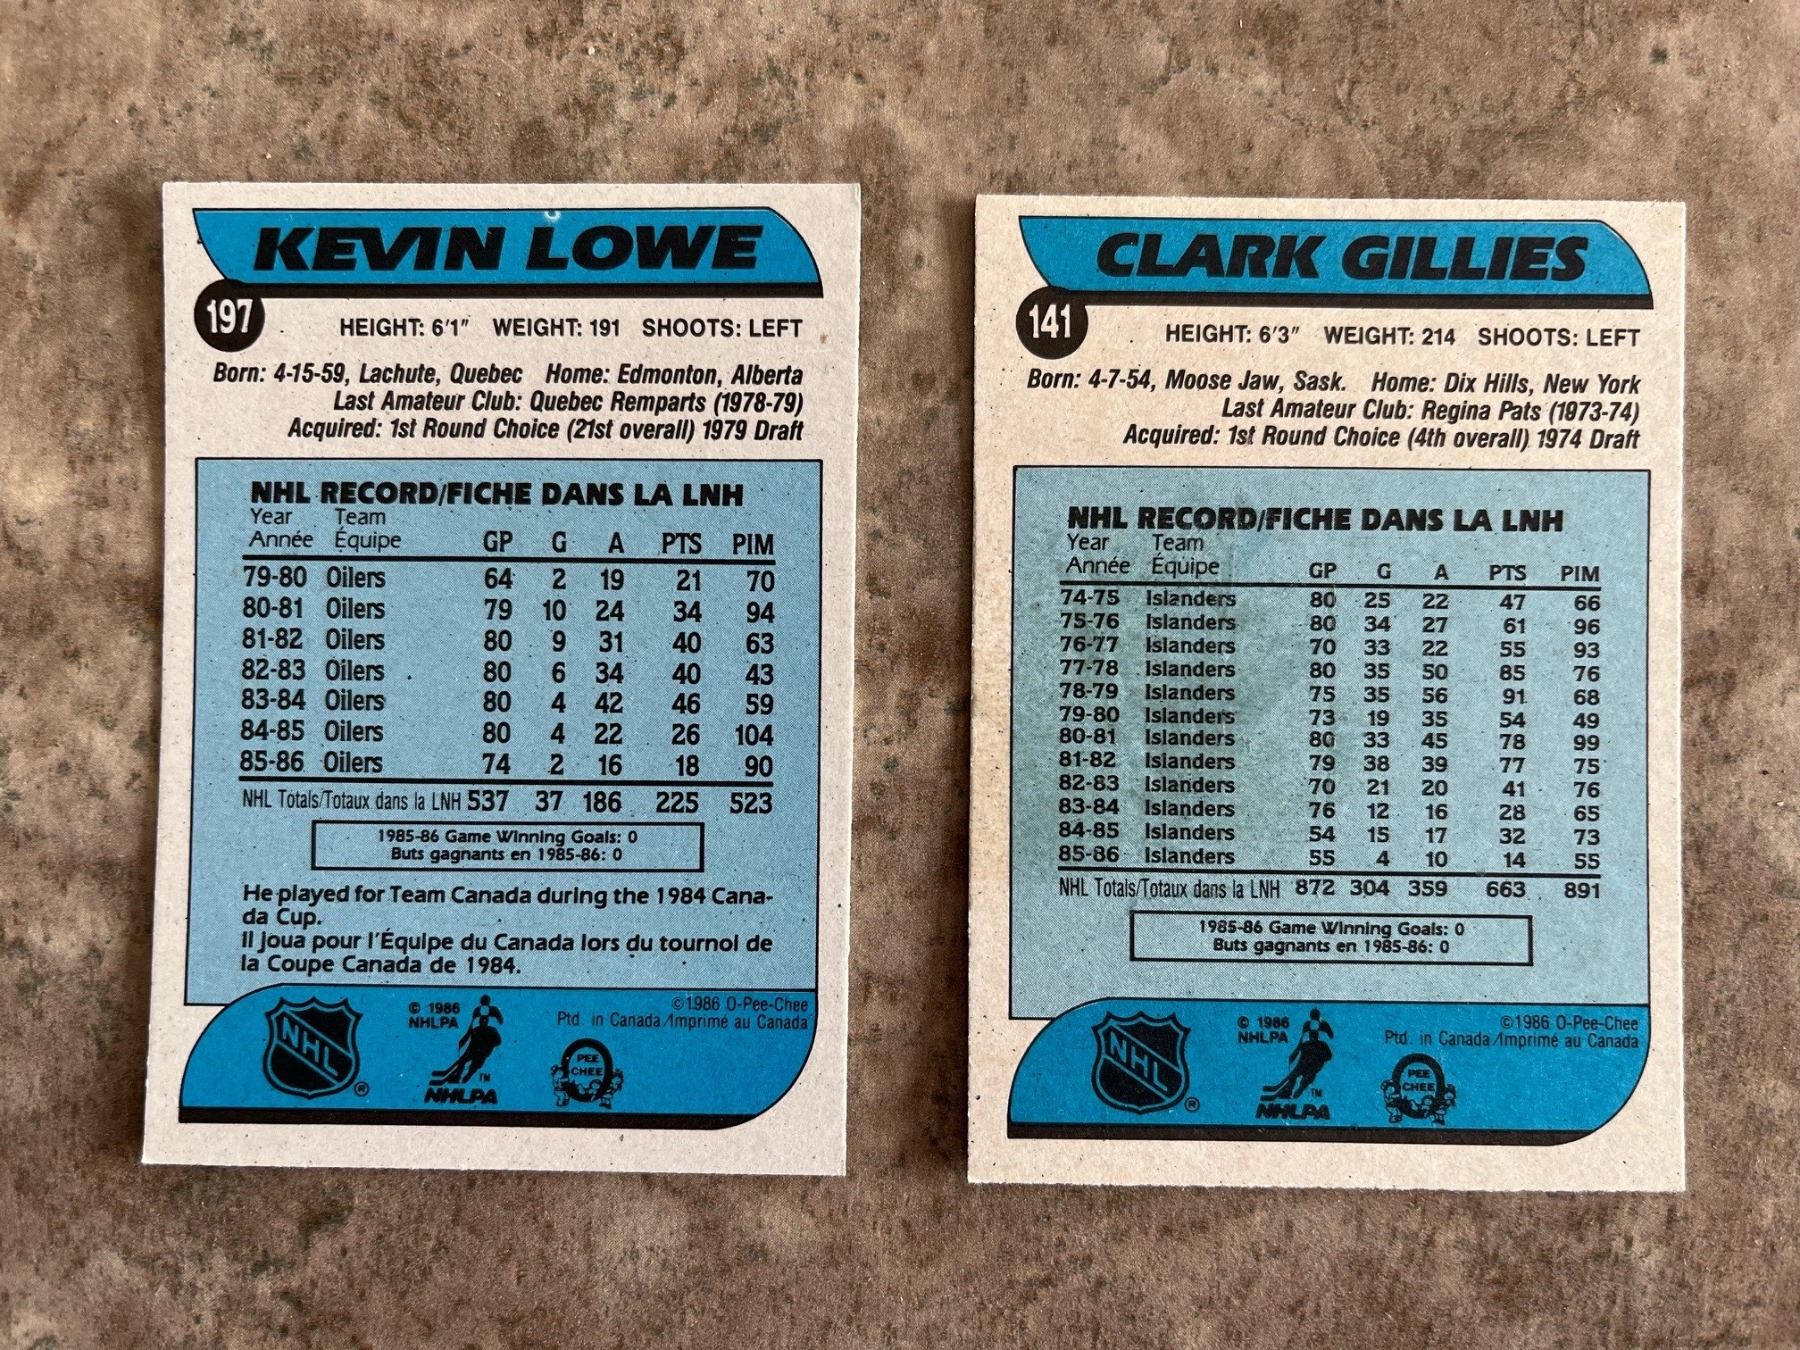 KEVIN LOWE
197
HEIGHT: 6'1" WEIGHT: 191 SHOOTS: LEFT
Born: 4-15-59, Lachute, Quebec Home: Edmonton, Alberta
Last Amateur Club: Quebec Remparts (1978-79)
Acquired: 1st Round Choice (21st overall) 1979 Draft
NHL RECORD/FICHE DANS LA LNH
Year Team
Année Équipe GP G A PTS PIM
79-80 Oilers 64 2 19 21 70
80-81 Oilers 79 10 24 34 94
81-82 Oilers 80 9 31 40 63
82-83 Oilers 80 6 34 40 43
83-84 Oilers 80 4 42 46 59
84-85 Oilers 80 4 22 26 104
85-86 Oilers 74 2 16 18 90
NHL Totals/Totaux dans la LNH 537 37 186 225 523
1985-86 Game Winning Goals: 0
Buts gagnants en 1985-86: 0
He played for Team Canada during the 1984 Cana-
da Cup.
Il joua pour l'Équipe du Canada lors du tournol de
la Coupe Canada de 1984.
NHL ®
© 1986
NHLPA
TM
NHLPA
©1986 O-Pee-Chee
Ptd. in Canada/Imprimé au Canada
PEE
CHEE
CLARK GILLIES
141
HEIGHT: 6'3" WEIGHT: 214 SHOOTS: LEFT
Born: 4-7-54, Moose Jaw, Sask. Home: Dix Hills, New York
Last Amateur Club: Regina Pats (1973-74)
Acquired: 1st Round Choice (4th overall) 1974 Draft
NHL RECORD/FICHE DANS LA LNH
Year Team
Année Équipe GP G A PTS PIM
74-75 Islanders 80 25 22 47 66
75-76 Islanders 80 34 27 61 96
76-77 Islanders 70 33 22 55 93
77-78 Islanders 80 35 50 85 76
78-79 Islanders 75 35 56 91 68
79-80 Islanders 73 19 35 54 49
80-81 Islanders 80 33 45 78 99
81-82 Islanders 79 38 39 77 75
82-83 Islanders 70 21 20 41 76
83-84 Islanders 76 12 16 28 65
84-85 Islanders 54 15 17 32 73
85-86 Islanders 55 4 10 14 55
NHL Totals/Totaux dans la LNH 872 304 359 663 891
1985-86 Game Winning Goals: 0
Buts gagnants en 1985-86: 0
NHL ®
© 1986
NHLPA
TM
NHLPA
©1986 O-Pee-Chee
Ptd. in Canada/Imprimé au Canada
PEE
CHEE